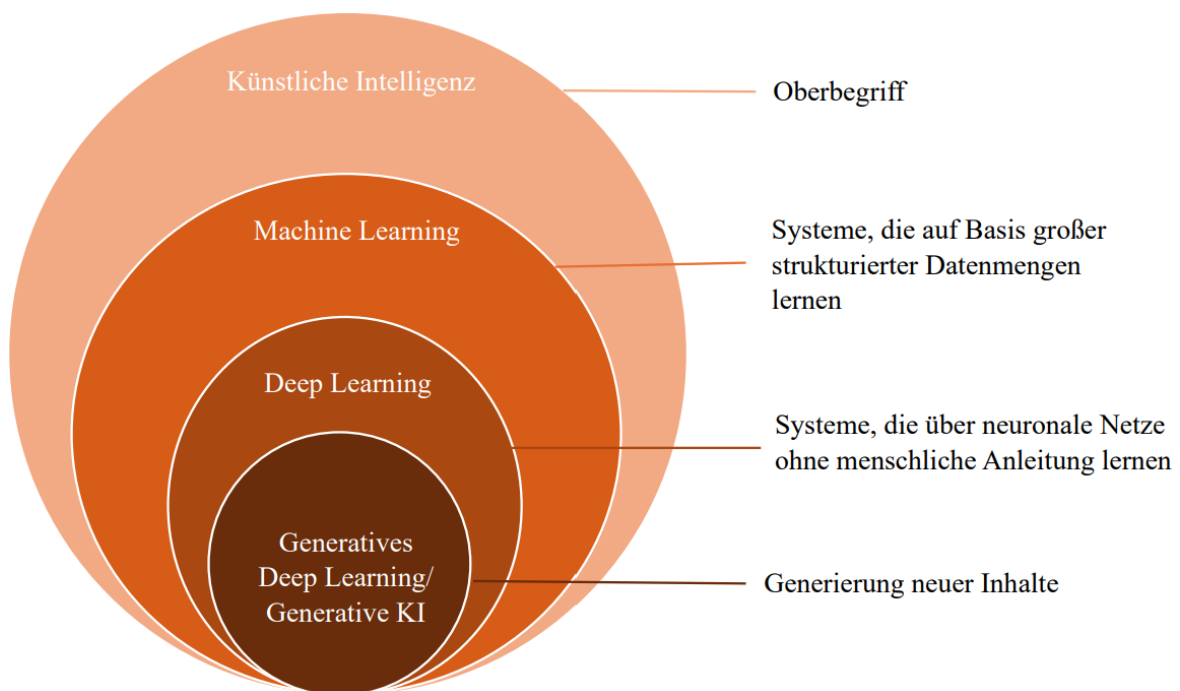 Künstliche Intelligenz
Oberbegriff
Machine Learning
Systeme, die auf Basis großer
strukturierter Datenmengen
lernen
Deep Learning
Systeme, die über neuronale Netze
ohne menschliche Anleitung lernen
Generatives
Deep Learning/
Generative KI
Generierung neuer Inhalte